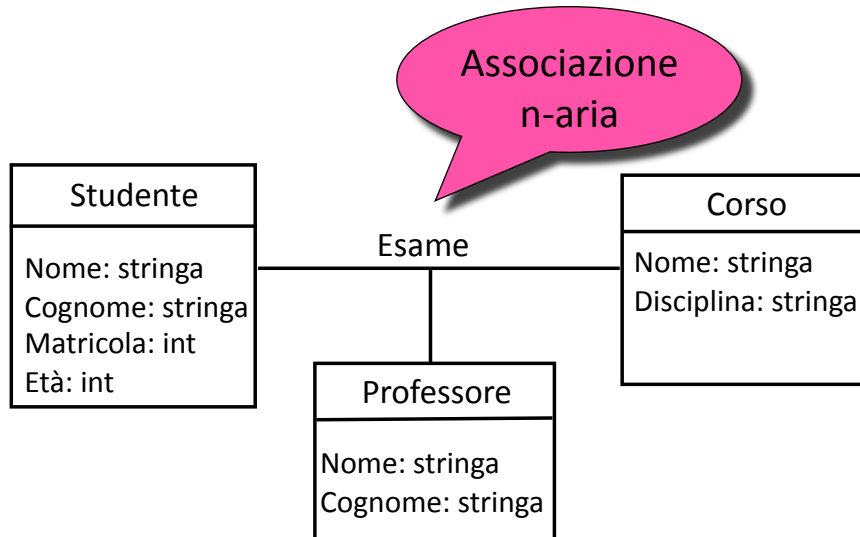 Associazione
n-aria
Studente
Nome: stringa
Cognome: stringa
Matricola: int
Età: int
Esame
Corso
Nome: stringa
Disciplina: stringa
Professore
Nome: stringa
Cognome: stringa